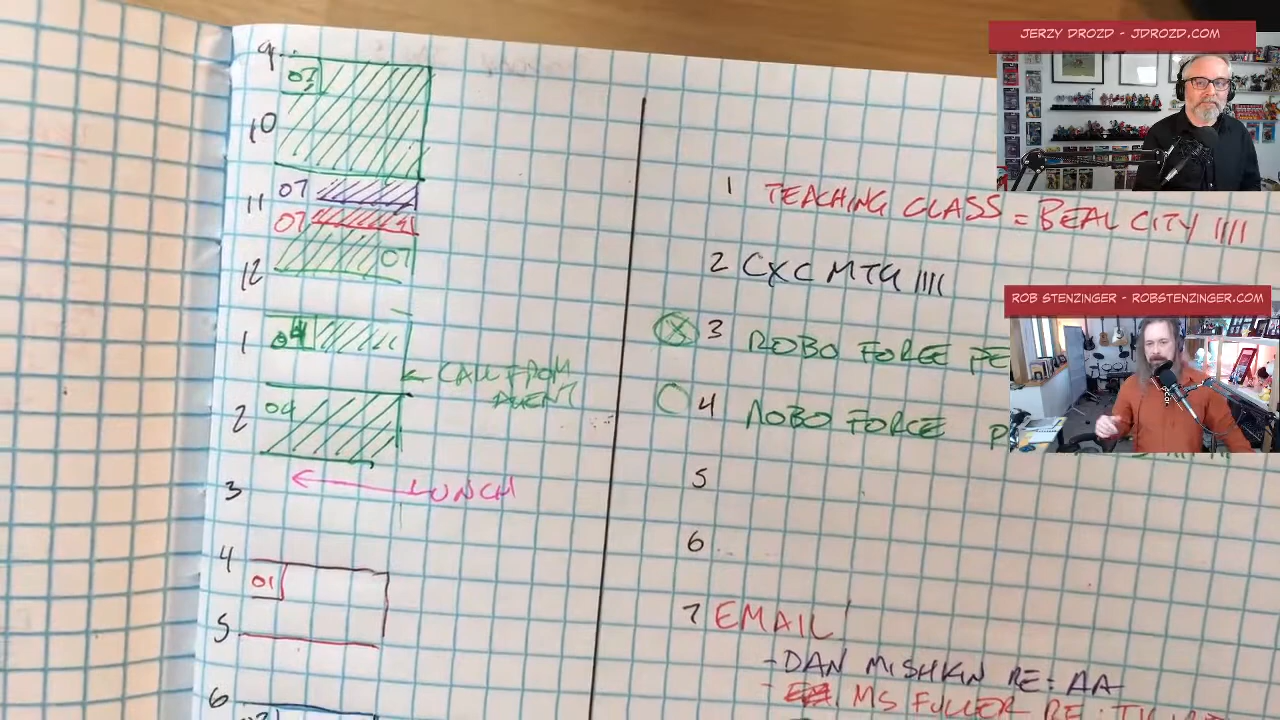 9
07
10
07
11
07
12
07
1
04
← CALL FROM
AGENT
2
04
3
← LUNCH
4
01
5
6
1 TEACHING CLASS = BEAL CITY IIII
2 CXC MTG IIII
3 ROBO FORCE
4 ROBO FORCE
5
6
7 EMAIL
- DAN MISHKIN RE: AA
- MS FULLER RE:
JERZY DROZD - JDROZD.COM
ROB STENZINGER - ROBSTENZINGER.COM